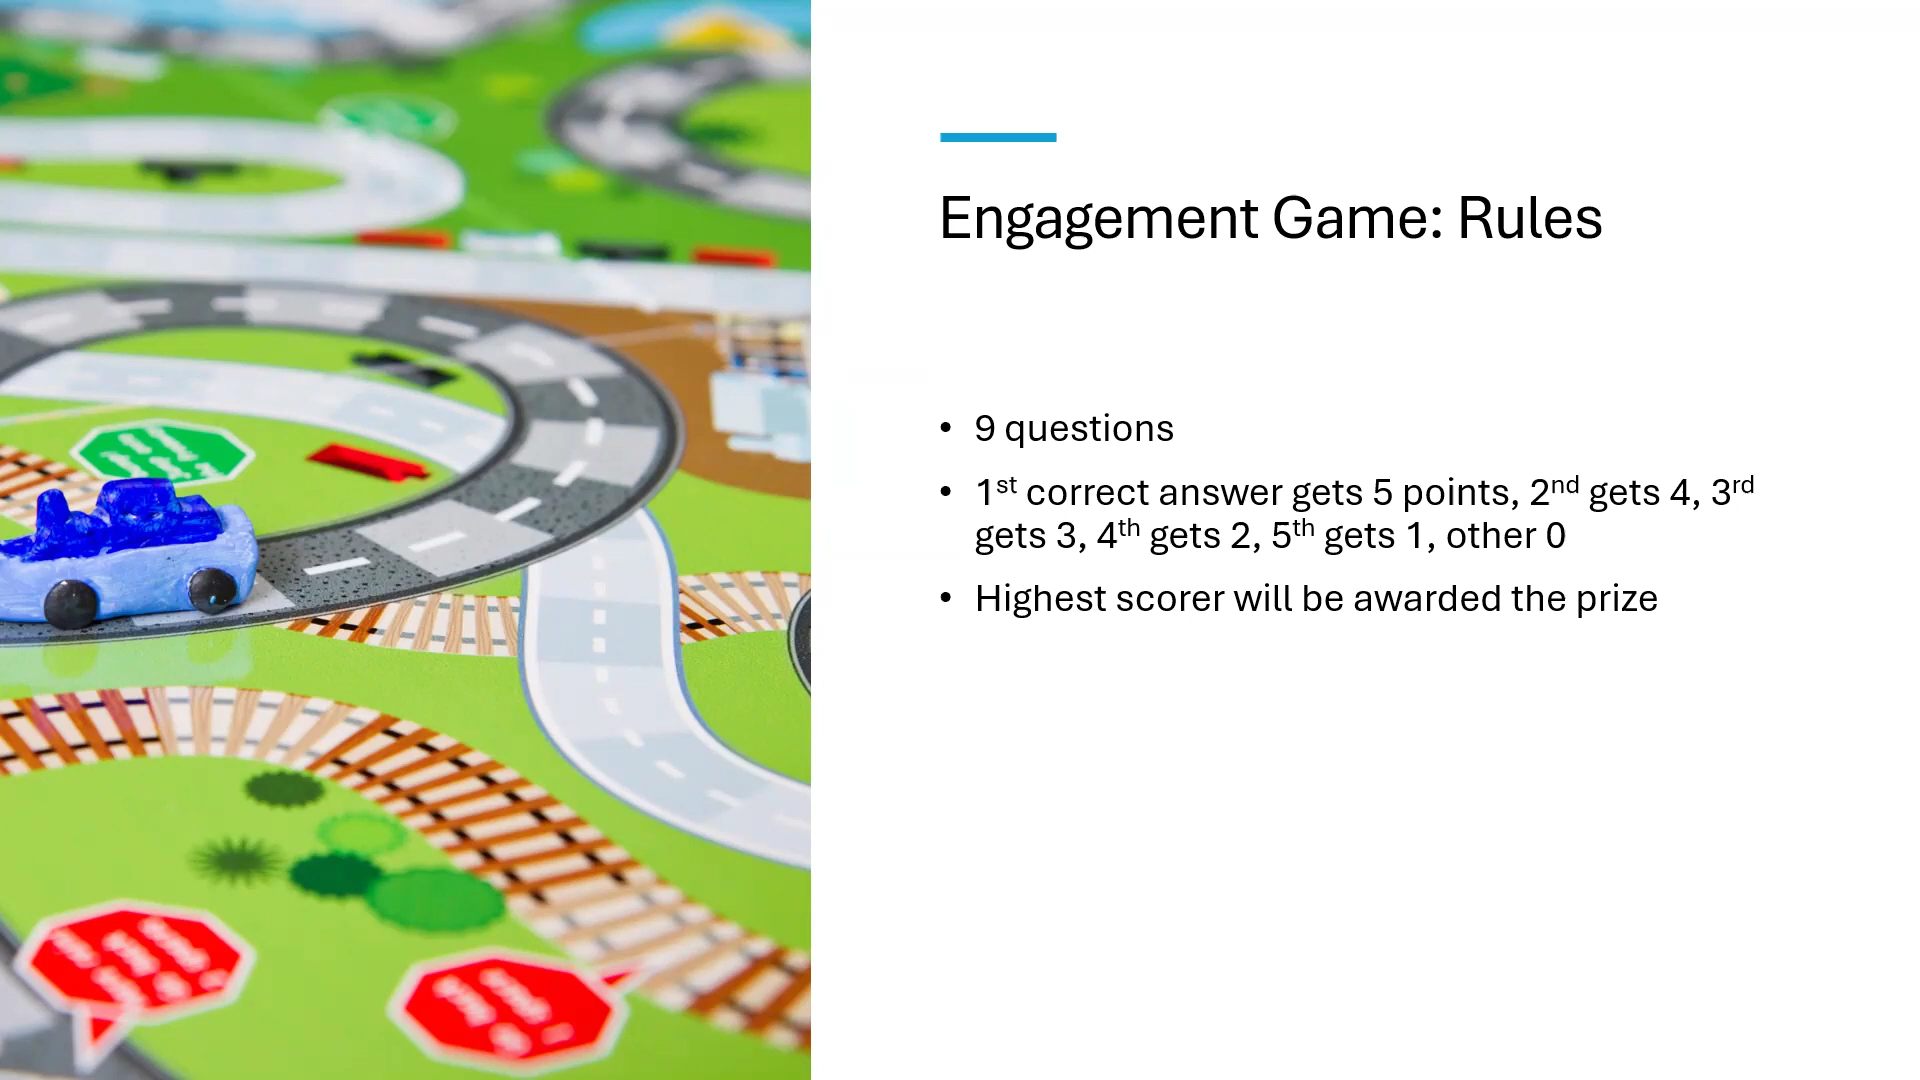 Engagement Game: Rules
• 9 questions
• 1st correct answer gets 5 points, 2nd gets 4, 3rd
gets 3, 4th gets 2, 5th gets 1, other 0
• Highest scorer will be awarded the prize